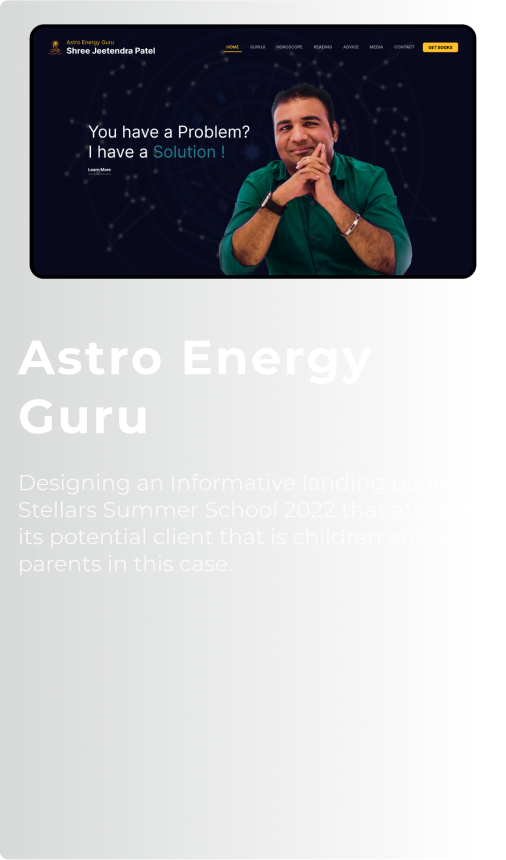 Astro Energy Guru
Shree Jeetendra Patel
HOME GURUJI HOROSCOPE READING ADVICE MEDIA CONTACT GET BOOKS
You have a Problem?
I have a Solution !
Learn More
Astro Energy
Guru
Designing an Informative landing page
Stellars Summer School 2022 that
its potential client that is children and
parents in this case.